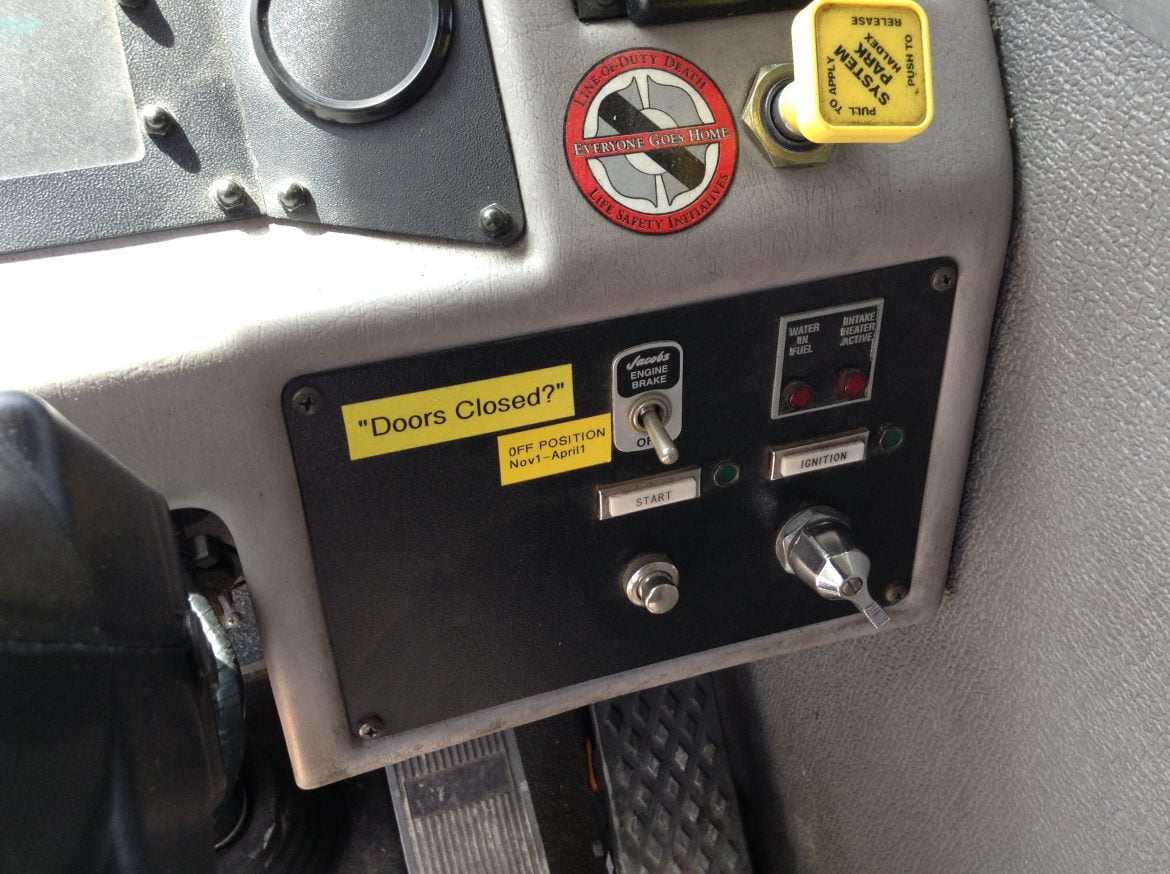 LINE-OF-DUTY DEATH
EVERYONE GOES HOME
LIFE SAFETY INITIATIVES
PULL
TO APPLY
SYSTEM
PARK
HALDEX
PUSH TO
RELEASE
WATER
IN
FUEL
INTAKE
HEATER
ACTIVE
Jacobs
ENGINE
BRAKE
"Doors Closed?"
OFF POSITION
Nov1-April1
IGNITION
START